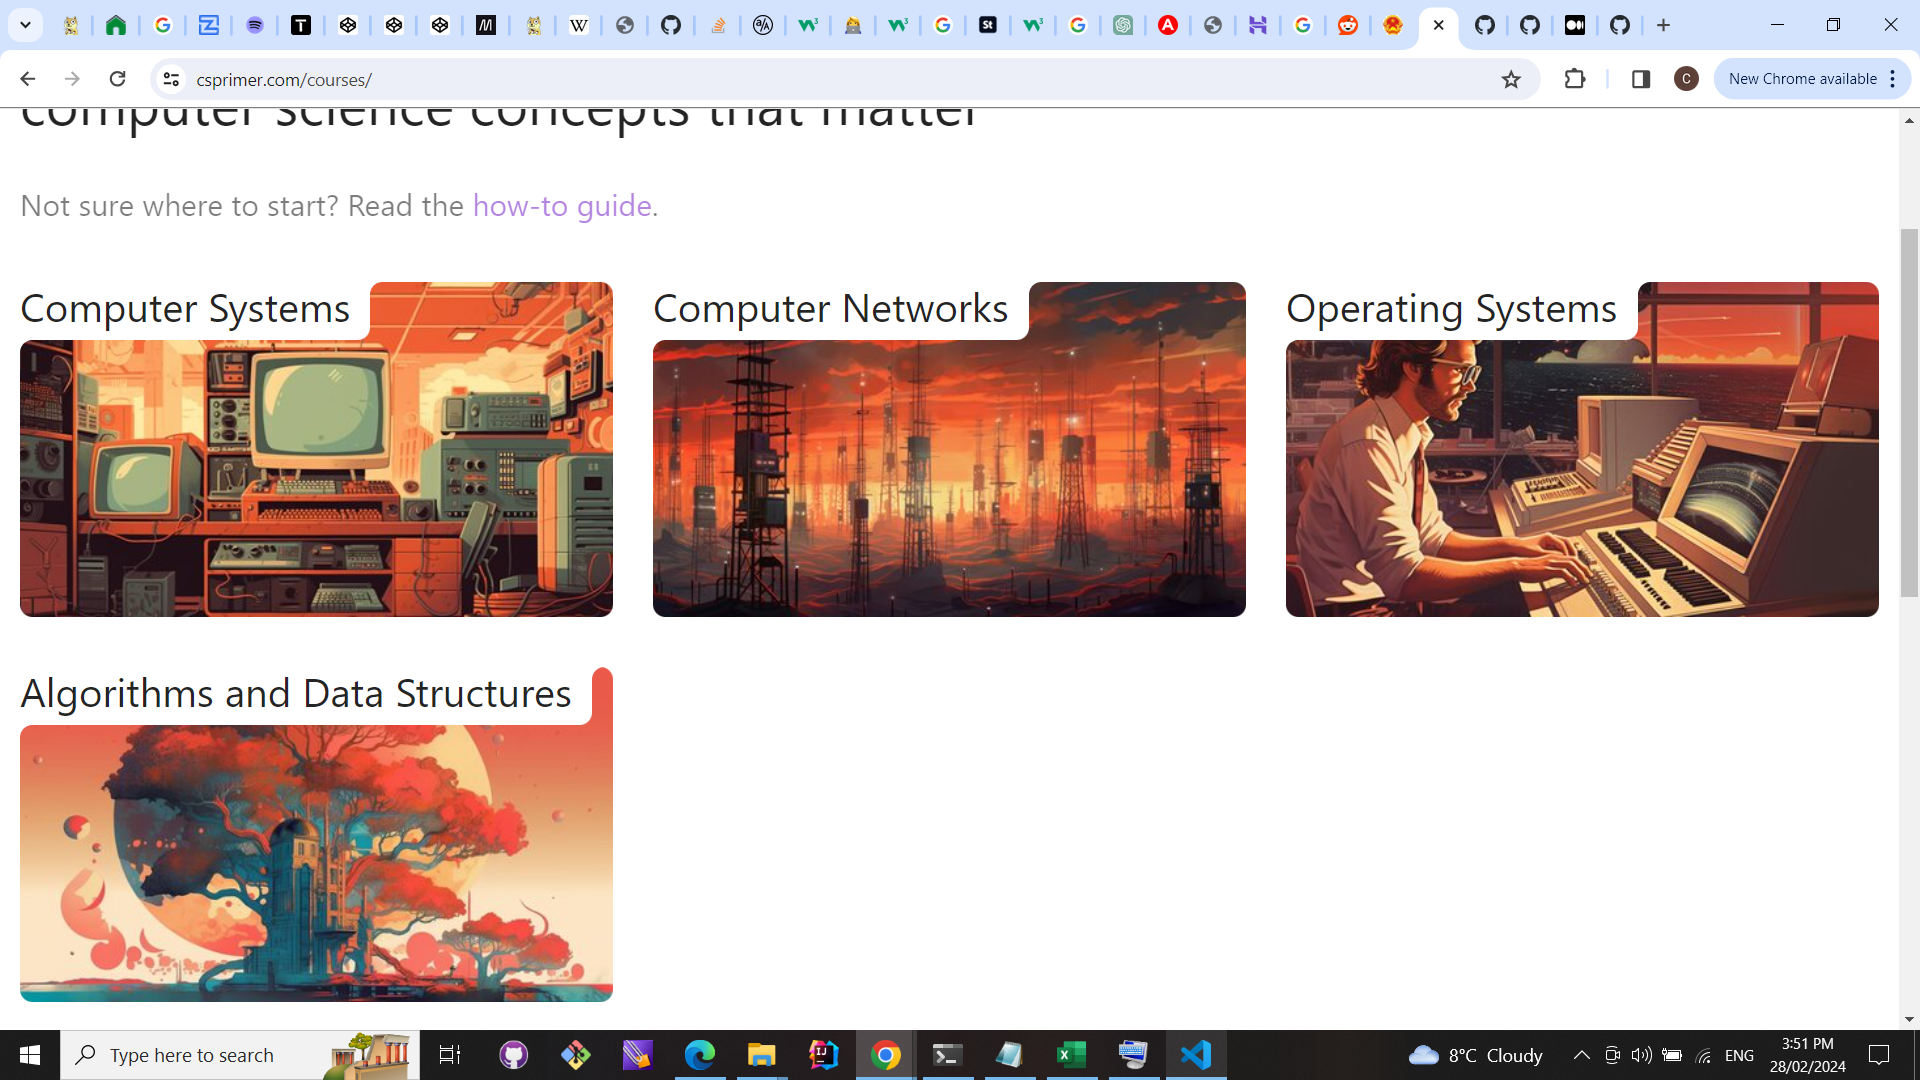 csprimer.com/courses/
New Chrome available
C
computer science concepts that matter
Not sure where to start? Read the how-to guide.
Computer Systems
Computer Networks
Operating Systems
Algorithms and Data Structures
Type here to search
8°C Cloudy
ENG
3:51 PM
28/02/2024